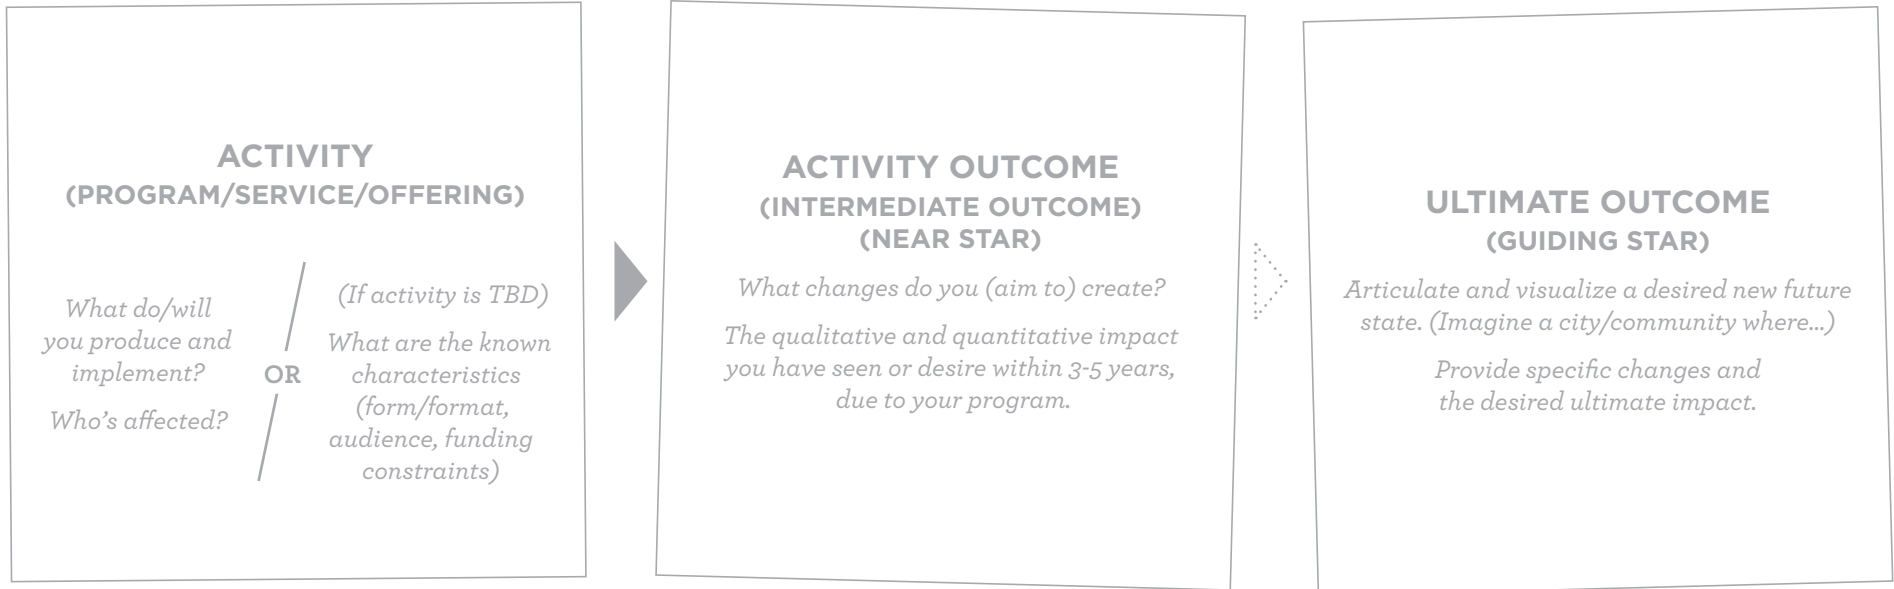 ACTIVITY
(PROGRAM/SERVICE/OFFERING)
What do/will
you produce and
implement?
Who's affected?
OR
(If activity is TBD)
What are the known
characteristics
(form/format,
audience, funding
constraints)
ACTIVITY OUTCOME
(INTERMEDIATE OUTCOME)
(NEAR STAR)
What changes do you (aim to) create?
The qualitative and quantitative impact
you have seen or desire within 3-5 years,
due to your program.
ULTIMATE OUTCOME
(GUIDING STAR)
Articulate and visualize a desired new future
state. (Imagine a city/community where...)
Provide specific changes and
the desired ultimate impact.